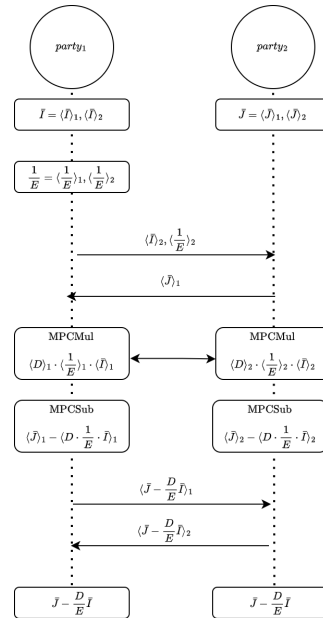 party₁ party₂
Ī = ⟨Ī⟩₁, ⟨Ī⟩₂ J̄ = ⟨J̄⟩₁, ⟨J̄⟩₂
1/E = ⟨1/E⟩₁, ⟨1/E⟩₂
⟨Ī⟩₂, ⟨1/E⟩₂
⟨J̄⟩₁
MPCMul MPCMul
⟨D⟩₁ · ⟨1/E⟩₁ · ⟨Ī⟩₁ ⟨D⟩₂ · ⟨1/E⟩₂ · ⟨Ī⟩₂
MPCSub MPCSub
⟨J̄⟩₁ − ⟨D · 1/E · Ī⟩₁ ⟨J̄⟩₂ − ⟨D · 1/E · Ī⟩₂
⟨J̄ − D/E Ī⟩₁
⟨J̄ − D/E Ī⟩₂
J̄ − D/E Ī J̄ − D/E Ī